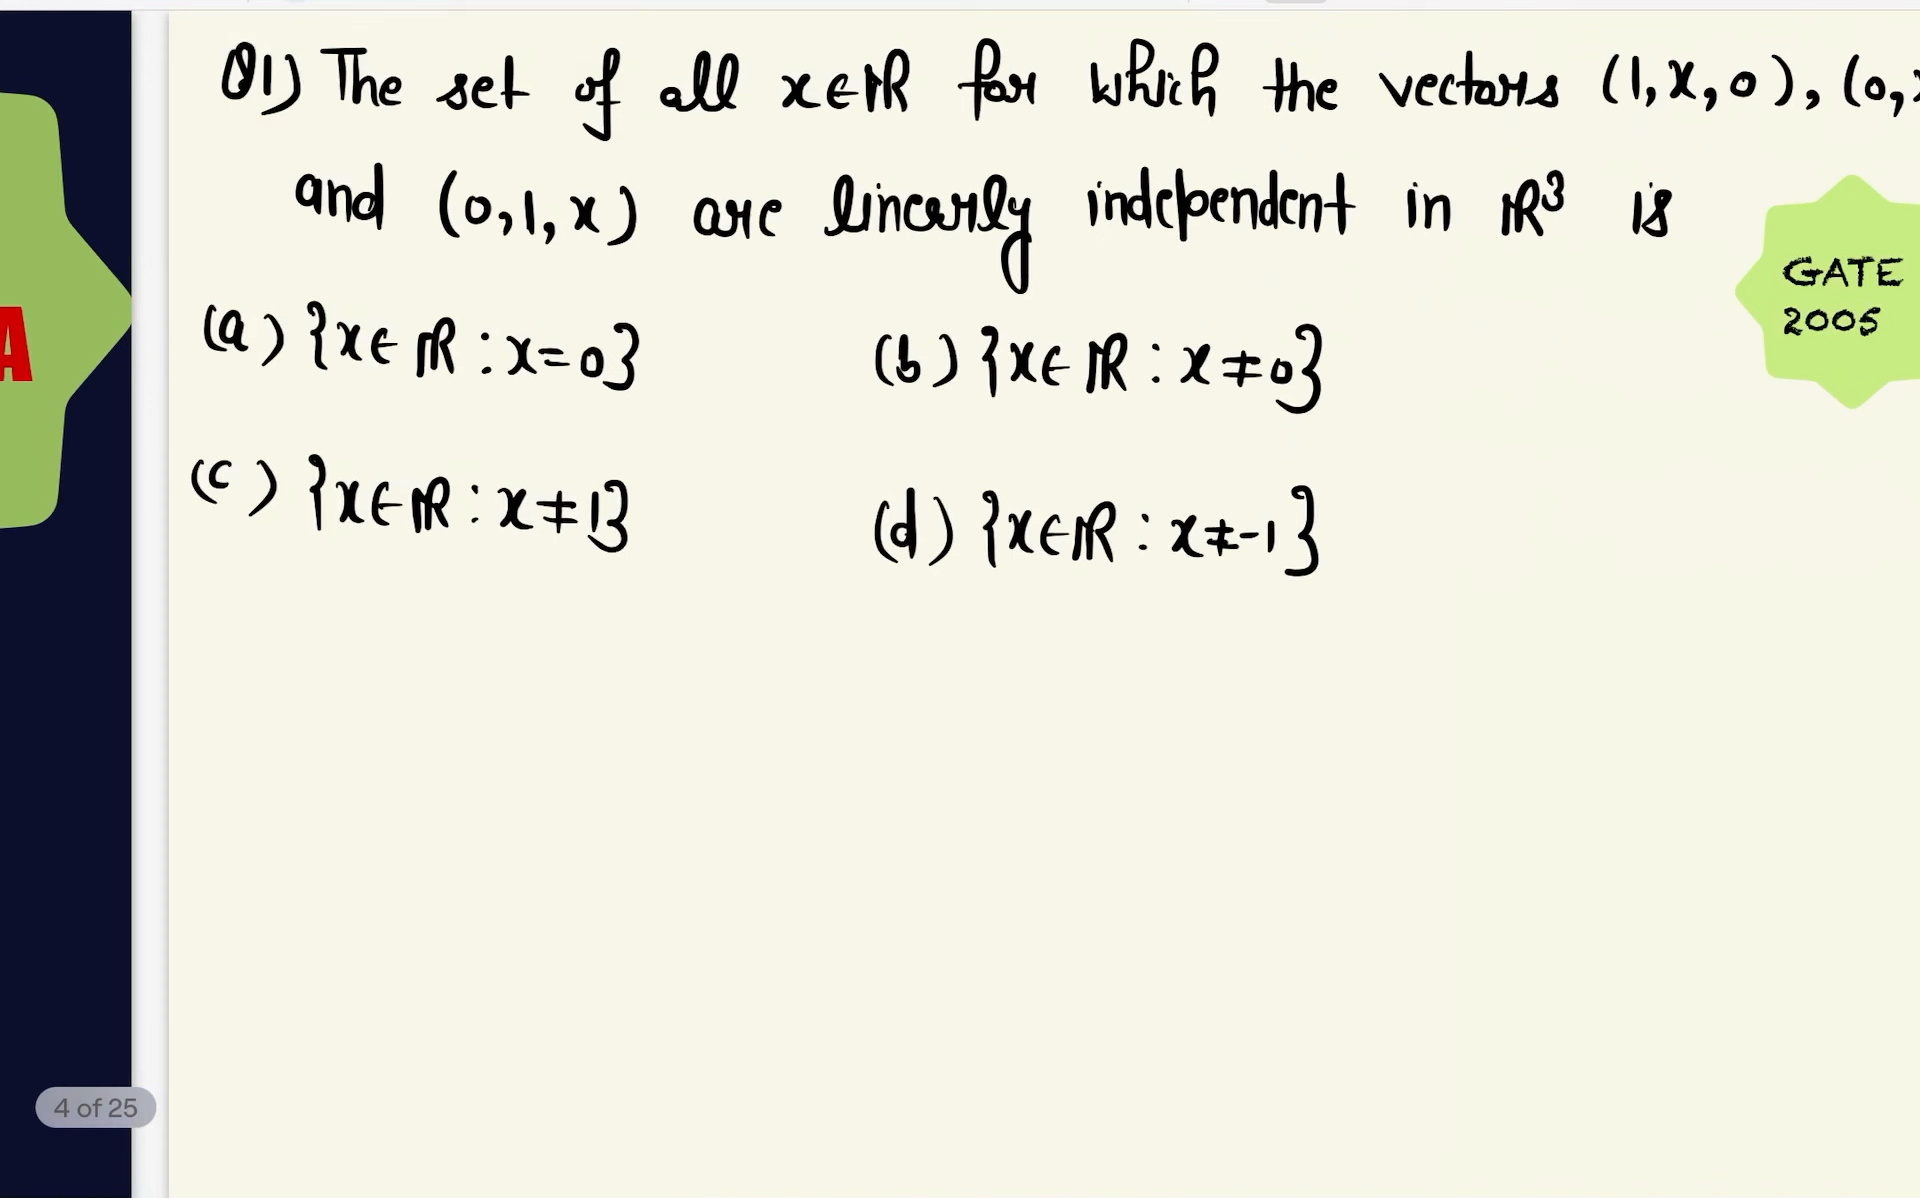 Q1) The set of all x∈ℝ for which the vectors (1,x,0), (0,
and (0,1,x) are linearly independent in ℝ³ is
GATE
2005
(a) {x∈ℝ : x=0}
(b) {x∈ℝ : x≠0}
A
(c) {x∈ℝ : x≠1}
(d) {x∈ℝ : x≠-1}
4 of 25